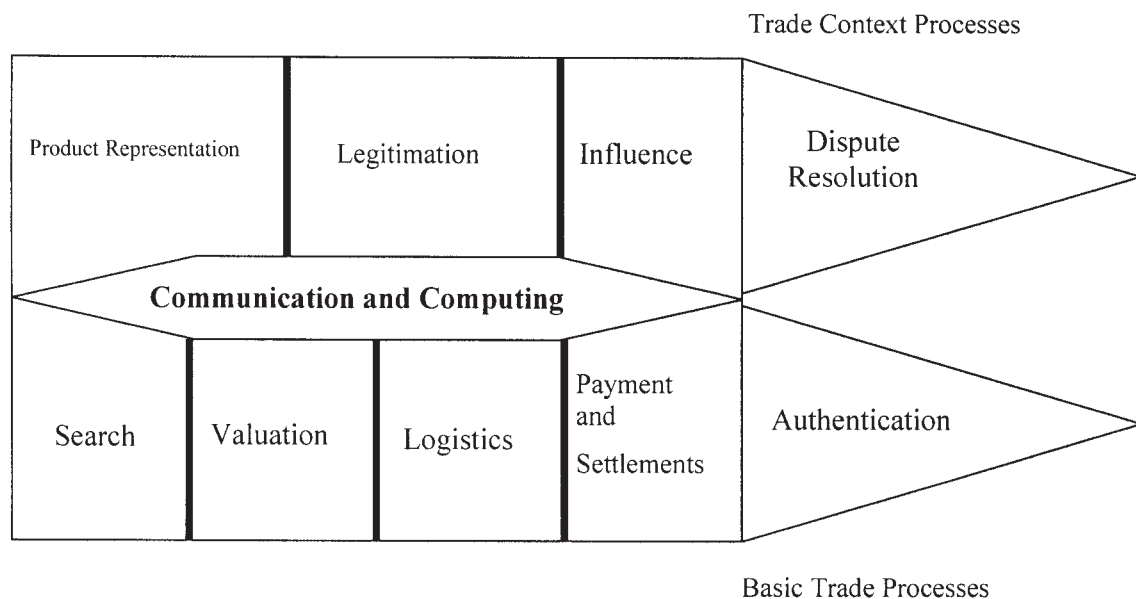 Trade Context Processes
Product Representation
Legitimation
Influence
Dispute
Resolution
Communication and Computing
Search
Valuation
Logistics
Payment
and
Settlements
Authentication
Basic Trade Processes